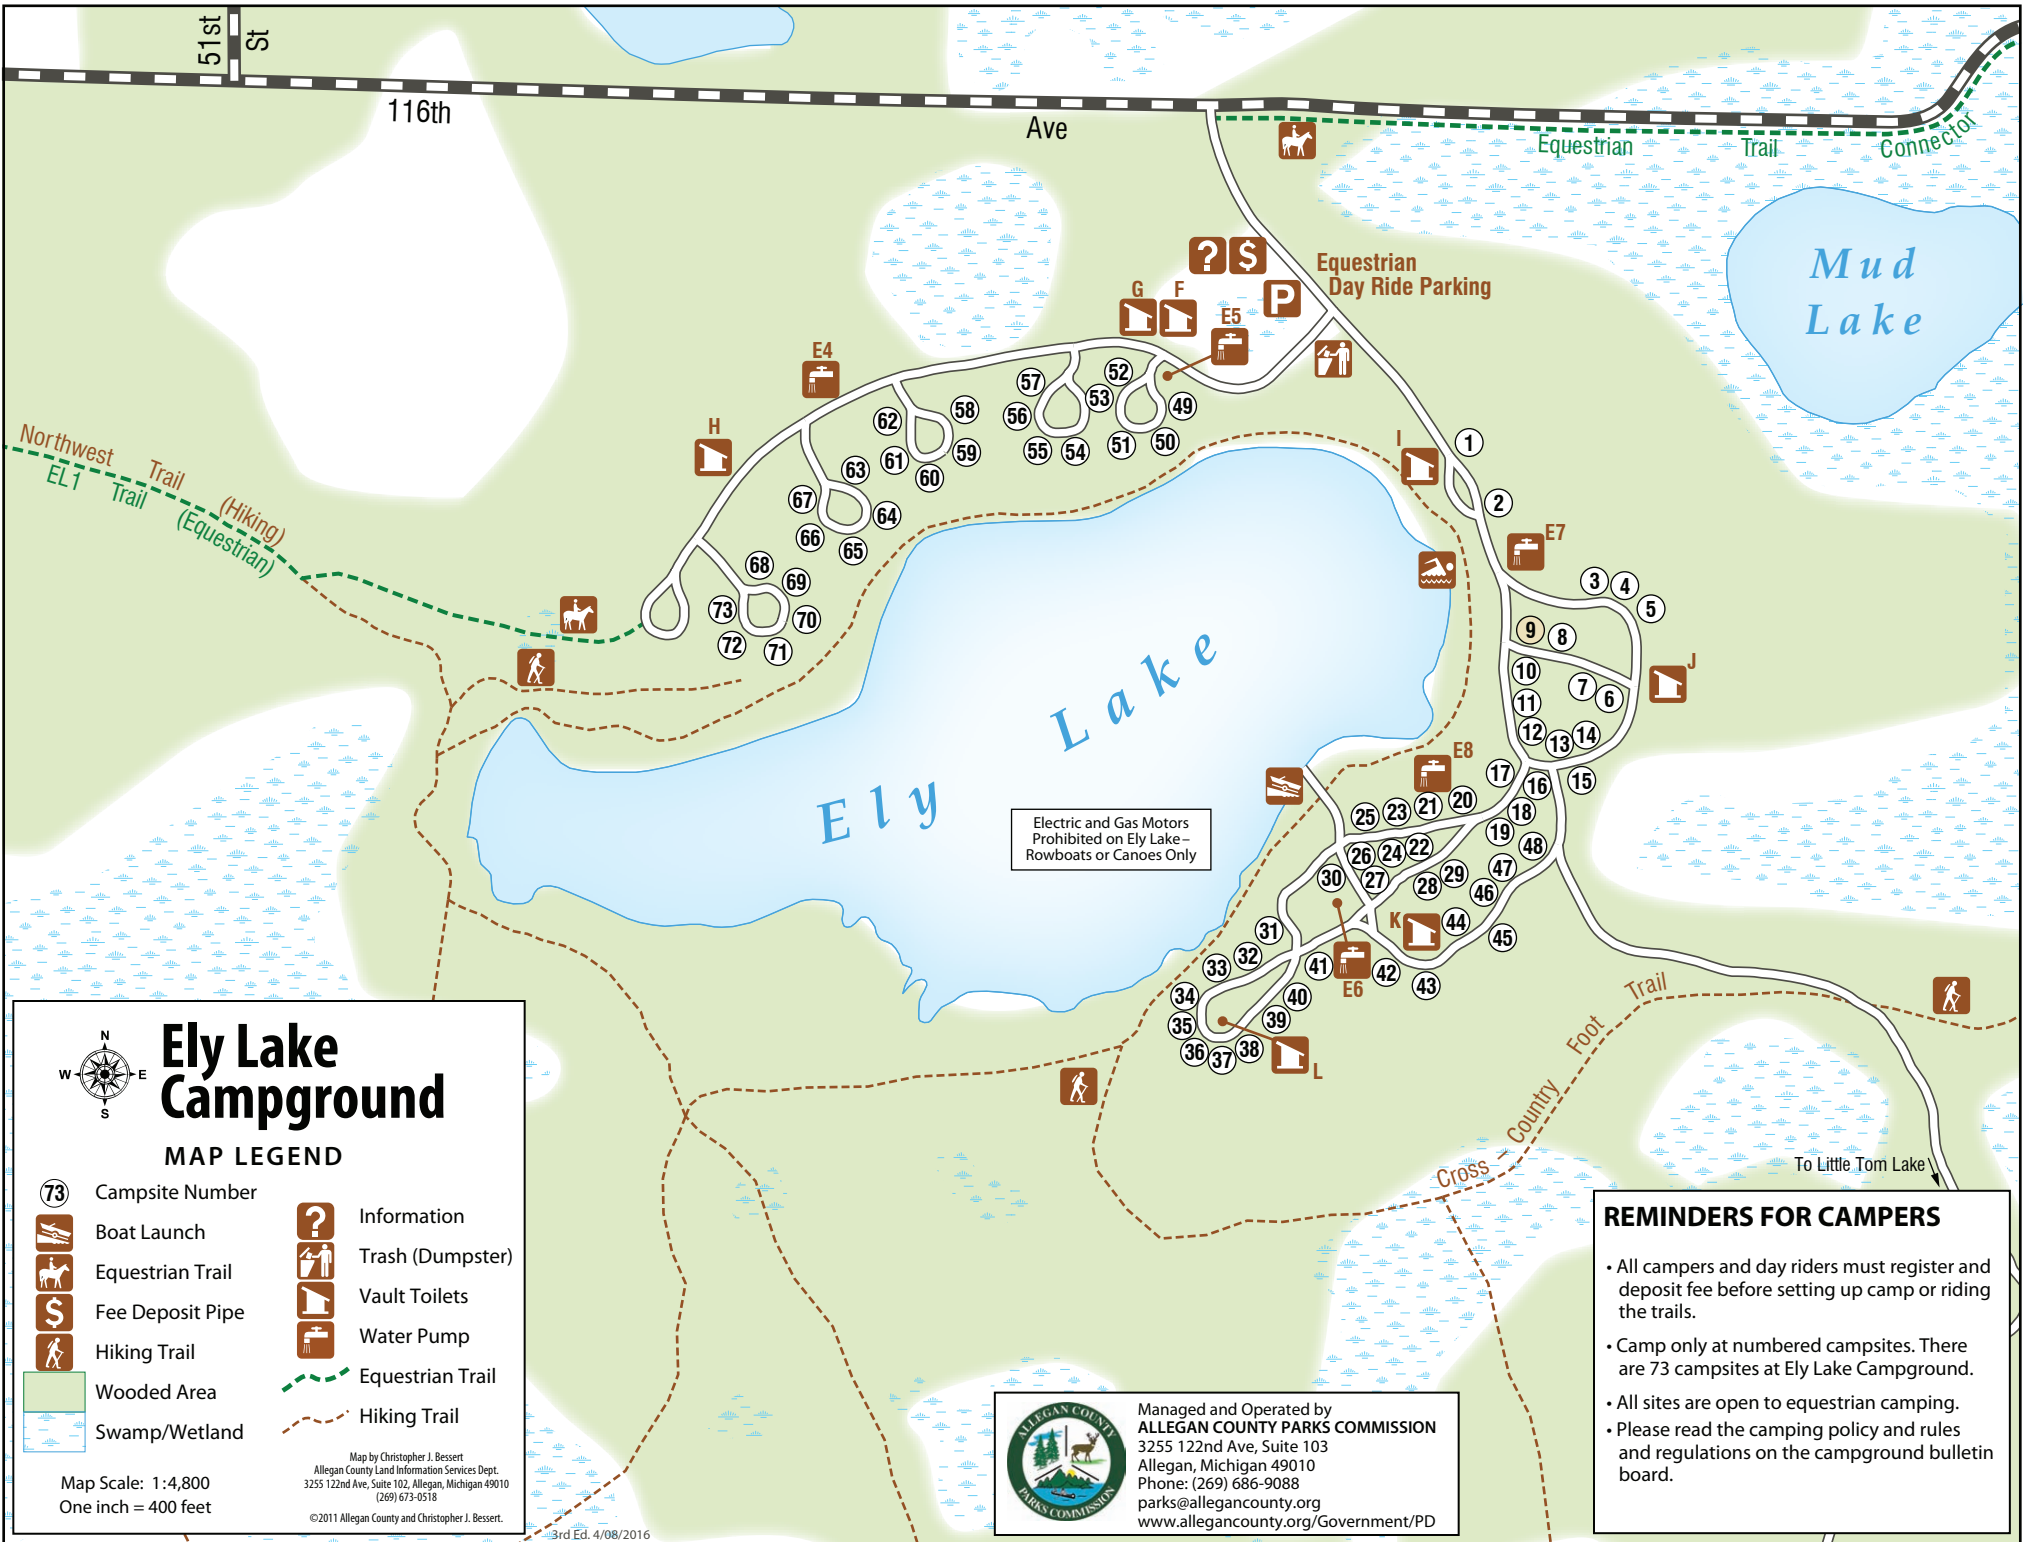 51st
St
116th
Ave
Equestrian Trail Connector
Mud
Lake
Equestrian
Day Ride Parking
?
$
P
G
F
E5
E4
H
I
E7
J
E8
K
E6
L
Northwest Trail (Hiking)
EL1 Trail (Equestrian)
1
2
3
4
5
9
8
10
7
6
11
12
13
14
15
16
17
18
19
20
21
23
25
22
24
26
27
28
29
30
48
47
46
44
45
43
42
41
40
39
38
37
36
35
34
33
32
31
52
49
53
50
51
57
56
55
54
58
62
59
61
60
63
67
64
66
65
68
69
73
70
72
71
Ely Lake
Electric and Gas Motors
Prohibited on Ely Lake–
Rowboats or Canoes Only
Cross – Country Foot Trail
To Little Tom Lake
N
W
E
S
Ely Lake
Campground
MAP LEGEND
73 Campsite Number
Boat Launch
Equestrian Trail
$ Fee Deposit Pipe
Hiking Trail
Wooded Area
Swamp/Wetland
? Information
Trash (Dumpster)
Vault Toilets
Water Pump
Equestrian Trail
Hiking Trail
Map Scale: 1:4,800
One inch = 400 feet
Map by Christopher J. Bessert
Allegan County Land Information Services Dept.
3255 122nd Ave, Suite 102, Allegan, Michigan 49010
(269) 673-0518
©2011 Allegan County and Christopher J. Bessert.
3rd Ed. 4/08/2016
ALLEGAN COUNTY
PARKS COMMISSION
Managed and Operated by
ALLEGAN COUNTY PARKS COMMISSION
3255 122nd Ave, Suite 103
Allegan, Michigan 49010
Phone: (269) 686-9088
parks@allegancounty.org
www.allegancounty.org/Government/PD
REMINDERS FOR CAMPERS
• All campers and day riders must register and
deposit fee before setting up camp or riding
the trails.
• Camp only at numbered campsites. There
are 73 campsites at Ely Lake Campground.
• All sites are open to equestrian camping.
• Please read the camping policy and rules
and regulations on the campground bulletin
board.